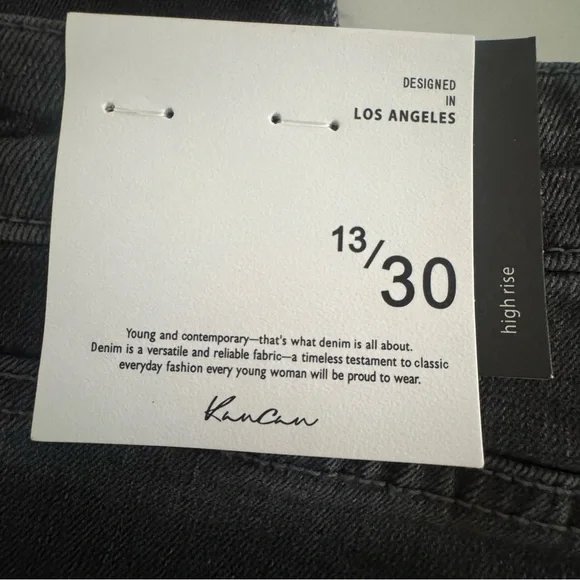 DESIGNED
IN
LOS ANGELES
13/30
high rise
Young and contemporary—that's what denim is all about.
Denim is a versatile and reliable fabric—a timeless testament to classic
everyday fashion every young woman will be proud to wear.
KanCan